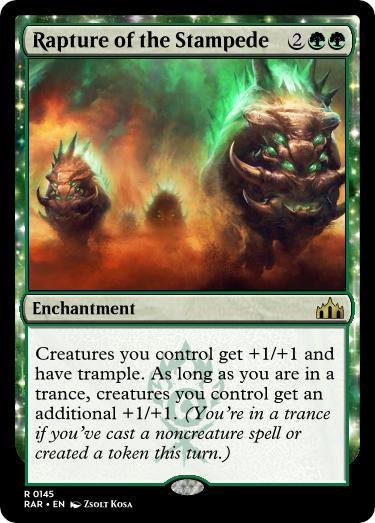 Rapture of the Stampede 2
Enchantment
Creatures you control get +1/+1 and
have trample. As long as you are in a
trance, creatures you control get an
additional +1/+1. (You're in a trance
if you've cast a noncreature spell or
created a token this turn.)
R 0145
RAR • EN Zsolt Kosa